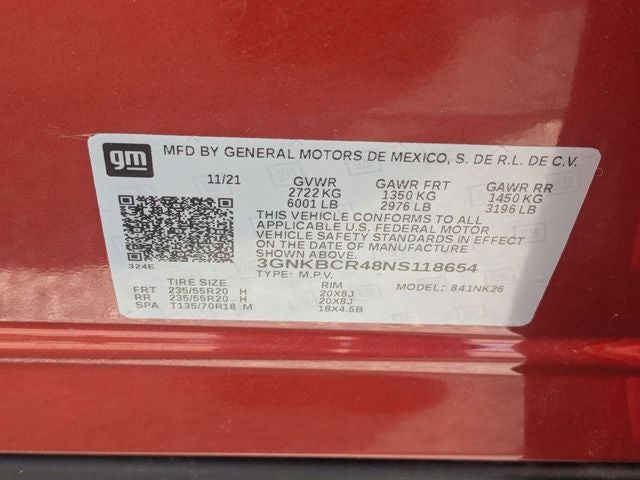 gm
MFD BY GENERAL MOTORS DE MEXICO, S. DE R.L. DE C.V.
11/21 GVWR GAWR FRT GAWR RR
2722 KG 1350 KG 1450 KG
6001 LB 2976 LB 3196 LB
THIS VEHICLE CONFORMS TO ALL
APPLICABLE U.S. FEDERAL MOTOR
VEHICLE SAFETY STANDARDS IN EFFECT
ON THE DATE OF MANUFACTURE
SHOWN ABOVE.
324E 3GNKBCR48NS118654
TYPE: M.P.V.
TIRE SIZE RIM MODEL: 841NK26
FRT 235/55R20 H 20X8J
RR 235/55R20 H 20X8J
SPA T135/70R18 M 18X4.5B